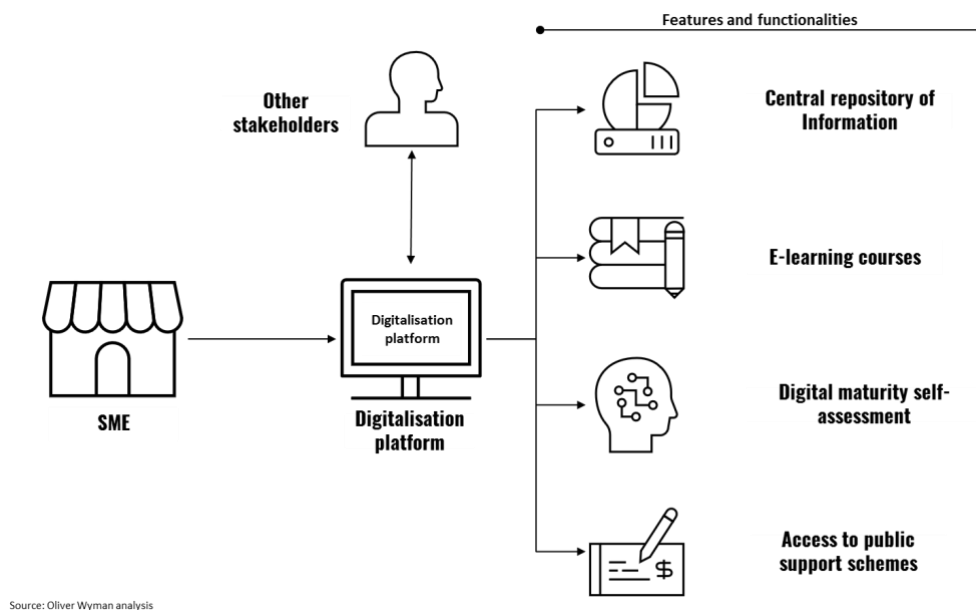 Features and functionalities
Other
stakeholders
Central repository of
Information
E-learning courses
Digitalisation
platform
SME
Digitalisation
platform
Digital maturity self-
assessment
$
Access to public
support schemes
Source: Oliver Wyman analysis